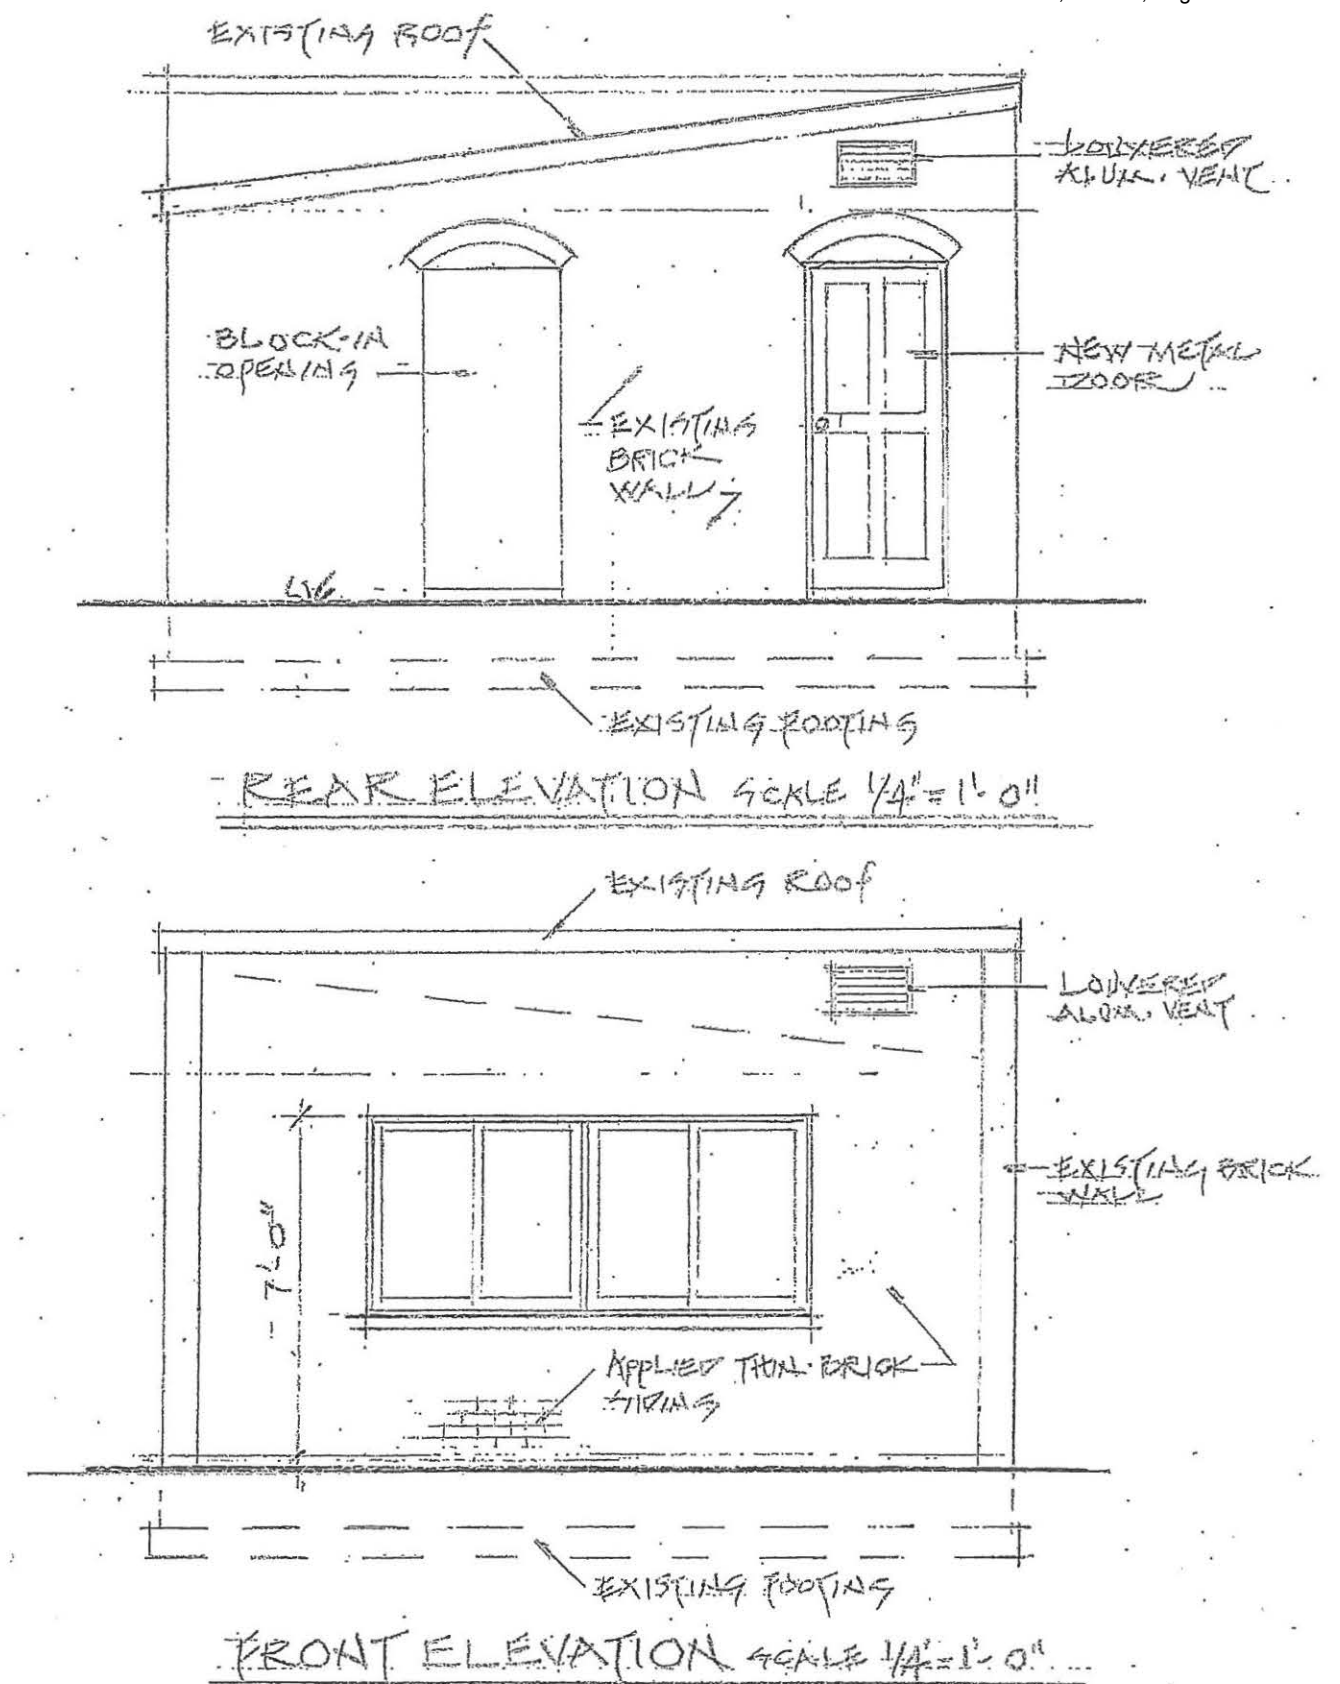 EXISTING ROOF
LOUVERED
ALUM. VENT
BLOCK-IN
OPENING
NEW METAL
DOOR
EXISTING
BRICK
WALL
EXISTING FOOTING
REAR ELEVATION SCALE 1/4"=1'-0"
EXISTING ROOF
LOUVERED
ALUM. VENT
EXISTING BRICK
WALL
7'-0"
APPLIED THIN-BRICK
SIDING
EXISTING FOOTING
FRONT ELEVATION SCALE 1/4"=1'-0"